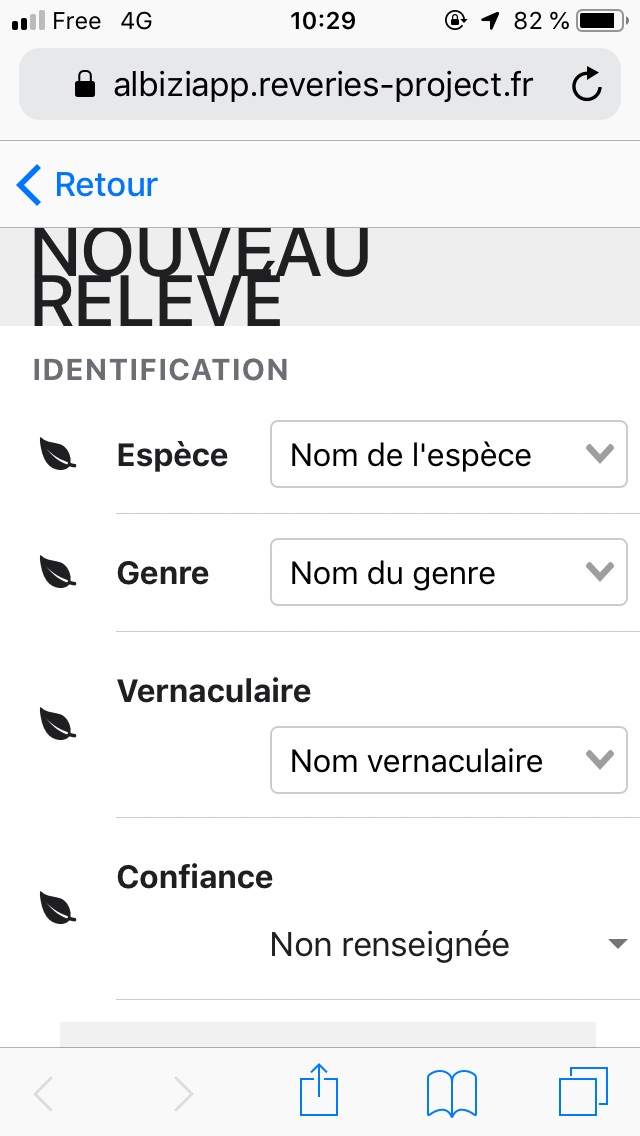 Free 4G 10:29 82 %
albiziapp.reveries-project.fr
Retour
NOUVEAU
RELEVÉ
IDENTIFICATION
Espèce Nom de l'espèce
Genre Nom du genre
Vernaculaire
Nom vernaculaire
Confiance
Non renseignée